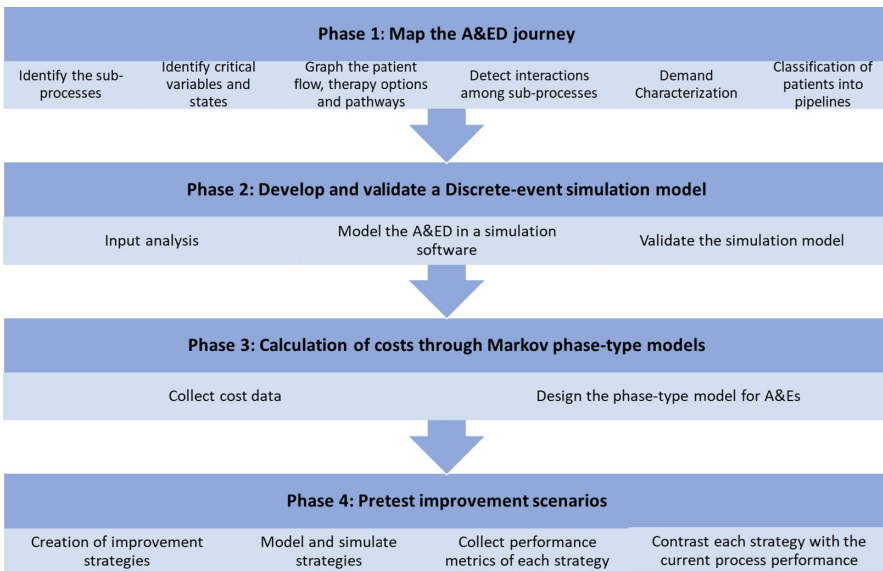 Phase 1: Map the A&ED journey
Identify the sub-
processes
Identify critical
variables and
states
Graph the patient
flow, therapy options
and pathways
Detect interactions
among sub-processes
Demand
Characterization
Classification of
patients into
pipelines
Phase 2: Develop and validate a Discrete-event simulation model
Input analysis
Model the A&ED in a simulation
software
Validate the simulation model
Phase 3: Calculation of costs through Markov phase-type models
Collect cost data
Design the phase-type model for A&Es
Phase 4: Pretest improvement scenarios
Creation of improvement
strategies
Model and simulate
strategies
Collect performance
metrics of each strategy
Contrast each strategy with the
current process performance